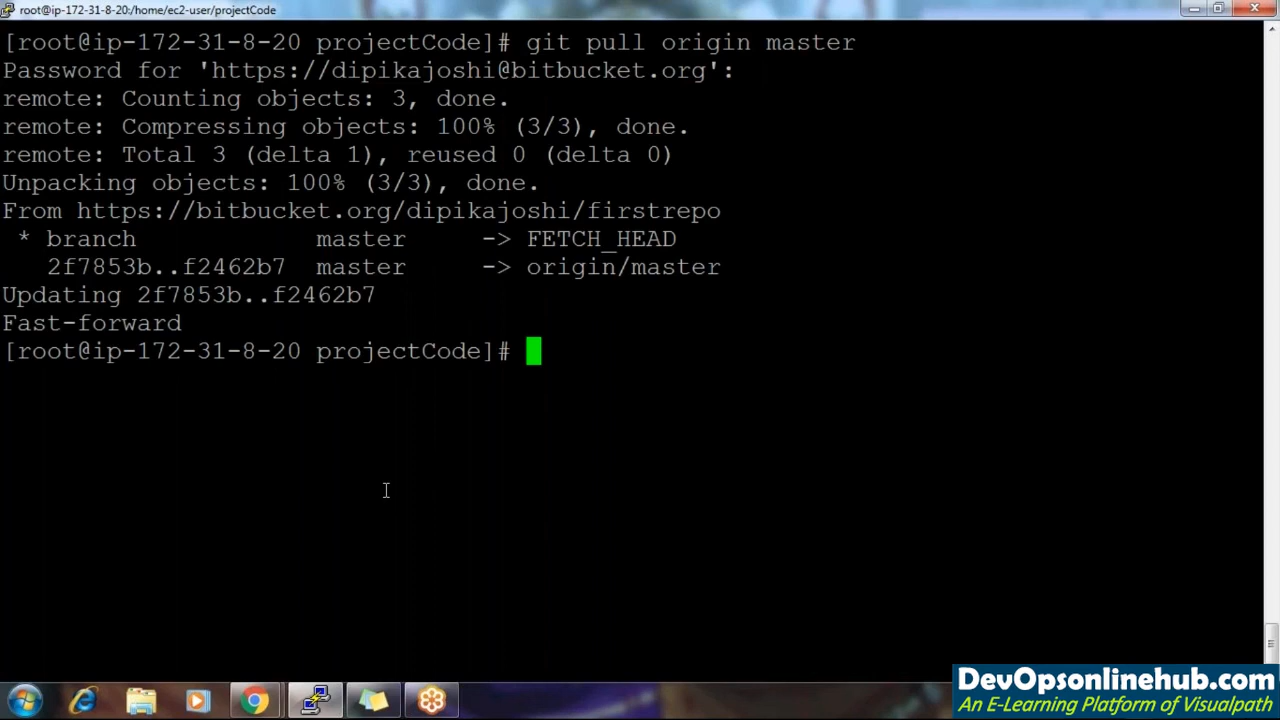 root@ip-172-31-8-20:/home/ec2-user/projectCode
[root@ip-172-31-8-20 projectCode]# git pull origin master
Password for 'https://dipikajoshi@bitbucket.org':
remote: Counting objects: 3, done.
remote: Compressing objects: 100% (3/3), done.
remote: Total 3 (delta 1), reused 0 (delta 0)
Unpacking objects: 100% (3/3), done.
From https://bitbucket.org/dipikajoshi/firstrepo
 * branch            master     -> FETCH_HEAD
   2f7853b..f2462b7  master     -> origin/master
Updating 2f7853b..f2462b7
Fast-forward
[root@ip-172-31-8-20 projectCode]#
DevOpsonlinehub.com
An E-Learning Platform of Visualpath